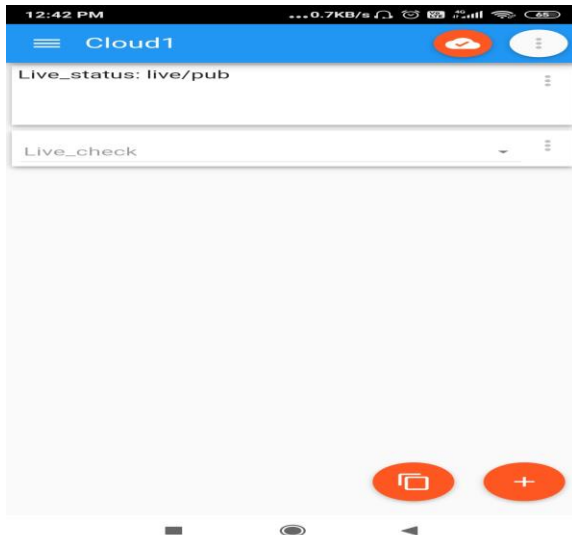 12:42 PM
...0.7KB/s 4G 65
Cloud1
Live_status: live/pub
Live_check